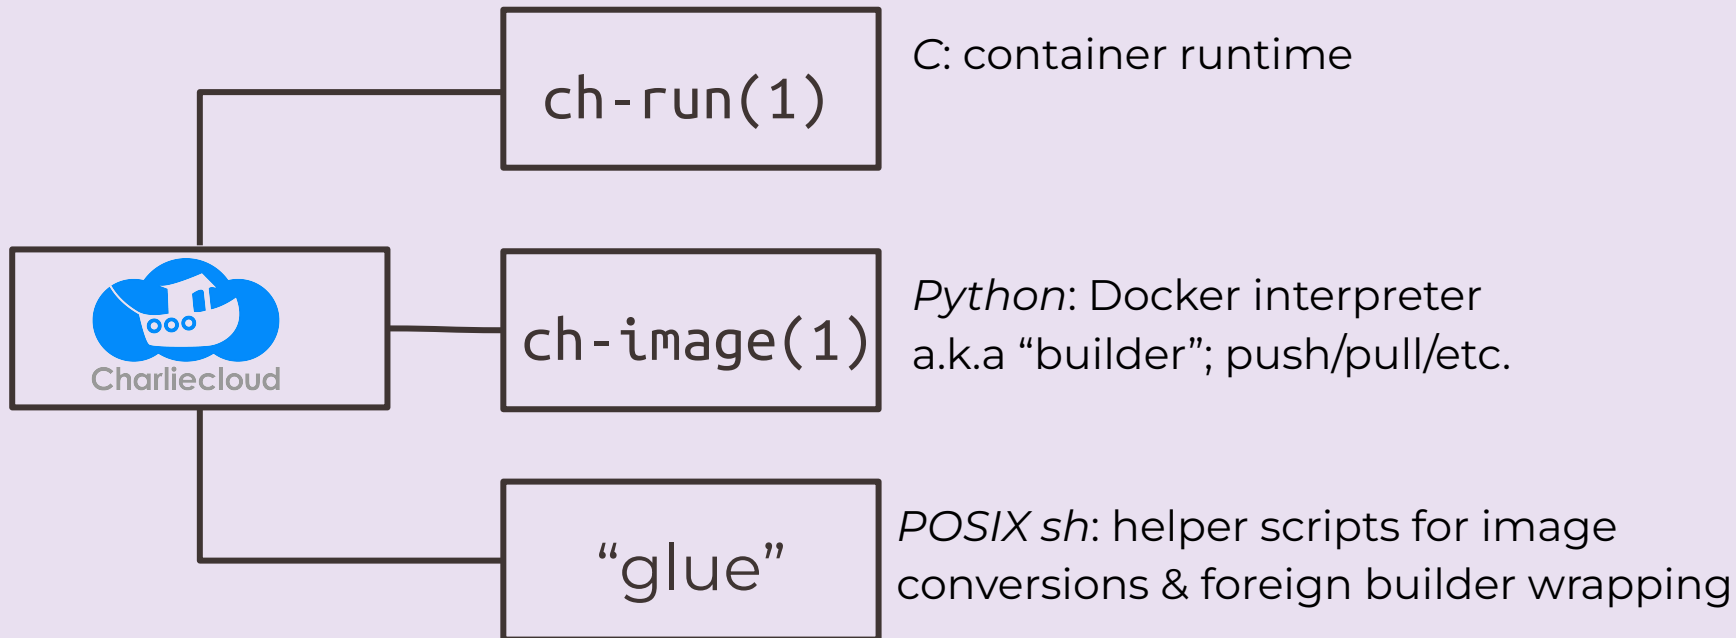 ch-run(1)
C: container runtime
Charliecloud
ch-image(1)
Python: Docker interpreter
a.k.a “builder”; push/pull/etc.
“glue”
POSIX sh: helper scripts for image
conversions & foreign builder wrapping